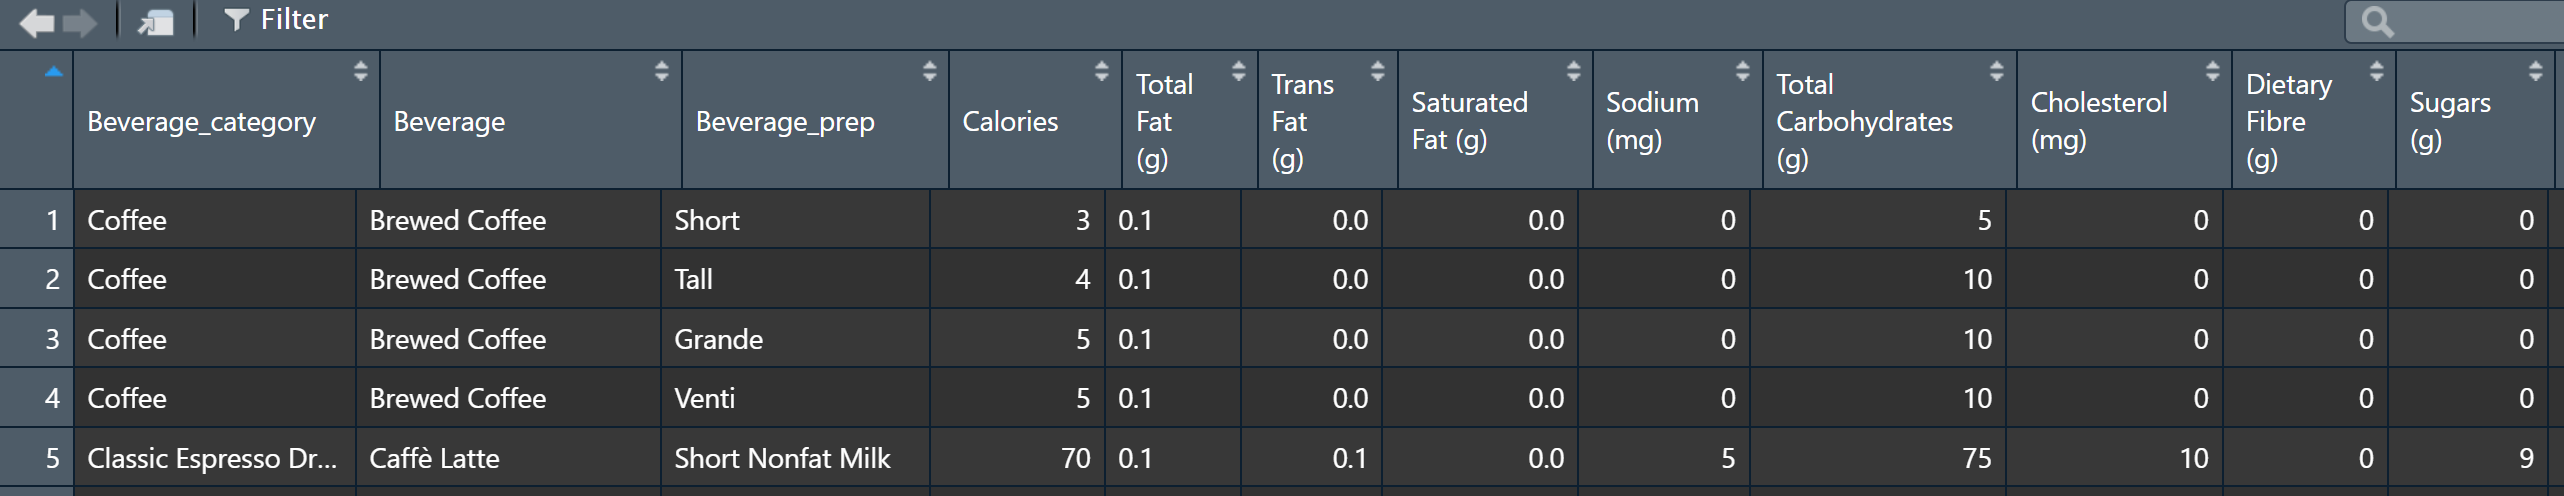 Filter
Beverage_category Beverage Beverage_prep Calories Total Fat (g) Trans Fat (g) Saturated Fat (g) Sodium (mg) Total Carbohydrates (g) Cholesterol (mg) Dietary Fibre (g) Sugars (g)
1 Coffee Brewed Coffee Short 3 0.1 0.0 0.0 0 5 0 0 0
2 Coffee Brewed Coffee Tall 4 0.1 0.0 0.0 0 10 0 0 0
3 Coffee Brewed Coffee Grande 5 0.1 0.0 0.0 0 10 0 0 0
4 Coffee Brewed Coffee Venti 5 0.1 0.0 0.0 0 10 0 0 0
5 Classic Espresso Dr... Caffè Latte Short Nonfat Milk 70 0.1 0.1 0.0 5 75 10 0 9